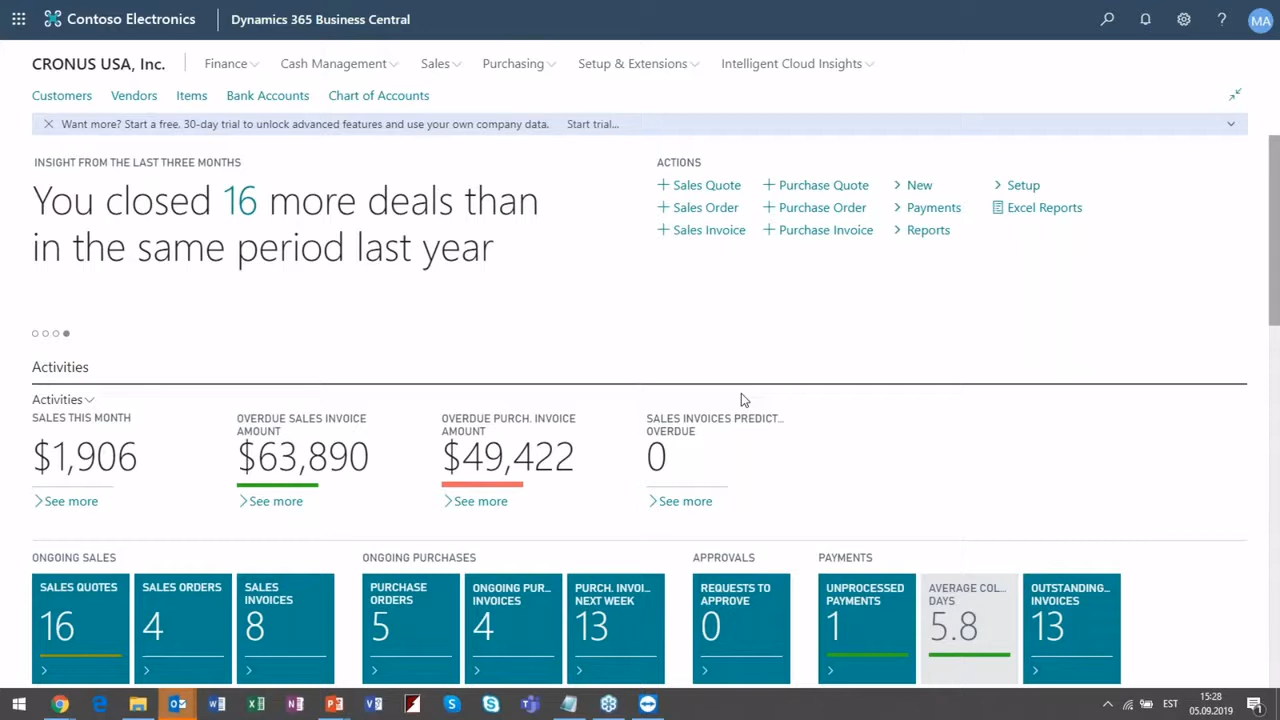 Contoso Electronics Dynamics 365 Business Central ? MA
CRONUS USA, Inc. Finance Cash Management Sales Purchasing Setup & Extensions Intelligent Cloud Insights
Customers Vendors Items Bank Accounts Chart of Accounts
Want more? Start a free, 30-day trial to unlock advanced features and use your own company data. Start trial...
INSIGHT FROM THE LAST THREE MONTHS
You closed 16 more deals than
in the same period last year
ACTIONS
+ Sales Quote + Purchase Quote > New > Setup
+ Sales Order + Purchase Order > Payments Excel Reports
+ Sales Invoice + Purchase Invoice > Reports
Activities
Activities
SALES THIS MONTH
$1,906
>See more
OVERDUE SALES INVOICE
AMOUNT
$63,890
>See more
OVERDUE PURCH. INVOICE
AMOUNT
$49,422
>See more
SALES INVOICES PREDICT...
OVERDUE
0
>See more
ONGOING SALES
SALES QUOTES
16
SALES ORDERS
4
SALES
INVOICES
8
ONGOING PURCHASES
PURCHASE
ORDERS
5
ONGOING PUR...
INVOICES
4
PURCH. INVOI...
NEXT WEEK
13
APPROVALS
REQUESTS TO
APPROVE
0
PAYMENTS
UNPROCESSED
PAYMENTS
1
AVERAGE COL...
DAYS
5.8
OUTSTANDING...
INVOICES
13
EST
15:28
05.09.2019